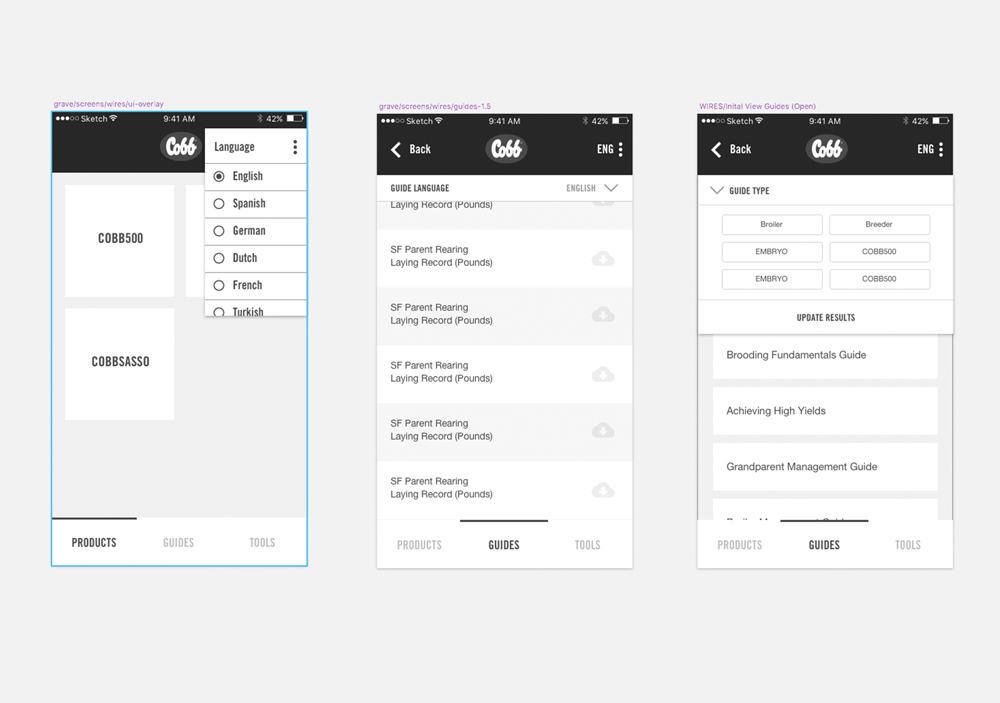 grave/screens/wires/ui-overlay
Sketch 9:41 AM 42%
Cobb
Language
English
Spanish
German
Dutch
French
Turkish
COBB500
COBBSASSO
PRODUCTS GUIDES TOOLS
grave/screens/wires/guides-1.5
Sketch 9:41 AM 42%
Back Cobb ENG
GUIDE LANGUAGE ENGLISH
Laying Record (Pounds)
SF Parent Rearing
Laying Record (Pounds)
SF Parent Rearing
Laying Record (Pounds)
SF Parent Rearing
Laying Record (Pounds)
SF Parent Rearing
Laying Record (Pounds)
SF Parent Rearing
Laying Record (Pounds)
PRODUCTS GUIDES TOOLS
WIRES/Inital View Guides (Open)
Sketch 9:41 AM 42%
Back Cobb ENG
GUIDE TYPE
Broiler Breeder
EMBRYO COBB500
EMBRYO COBB500
UPDATE RESULTS
Brooding Fundamentals Guide
Achieving High Yields
Grandparent Management Guide
PRODUCTS GUIDES TOOLS